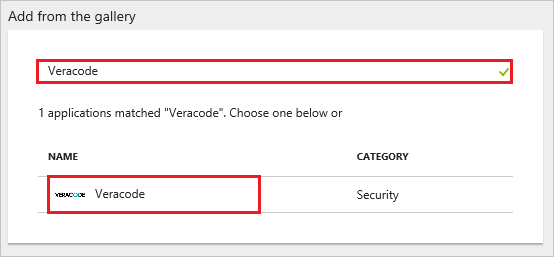 Add from the gallery
Veracode
1 applications matched "Veracode". Choose one below or
NAME CATEGORY
VERACODE Veracode Security